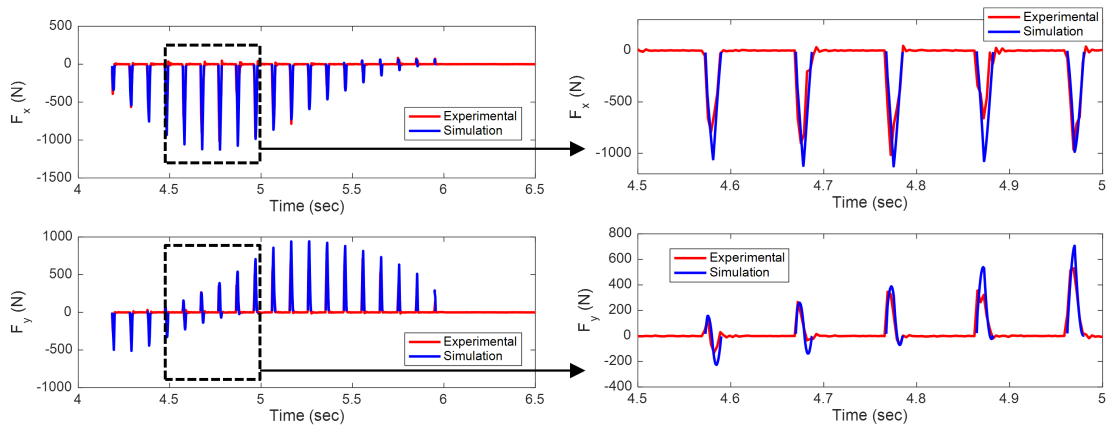 500
0
-500
-1000
-1500
F_x (N)
Experimental
Simulation
4 4.5 5 5.5 6 6.5
Time (sec)
Experimental
Simulation
0
-500
-1000
F_x (N)
4.5 4.6 4.7 4.8 4.9 5
Time (sec)
1000
500
0
-500
-1000
F_y (N)
Experimental
Simulation
4 4.5 5 5.5 6 6.5
Time (sec)
800
600
400
200
0
-200
-400
F_y (N)
Experimental
Simulation
4.5 4.6 4.7 4.8 4.9 5
Time (sec)